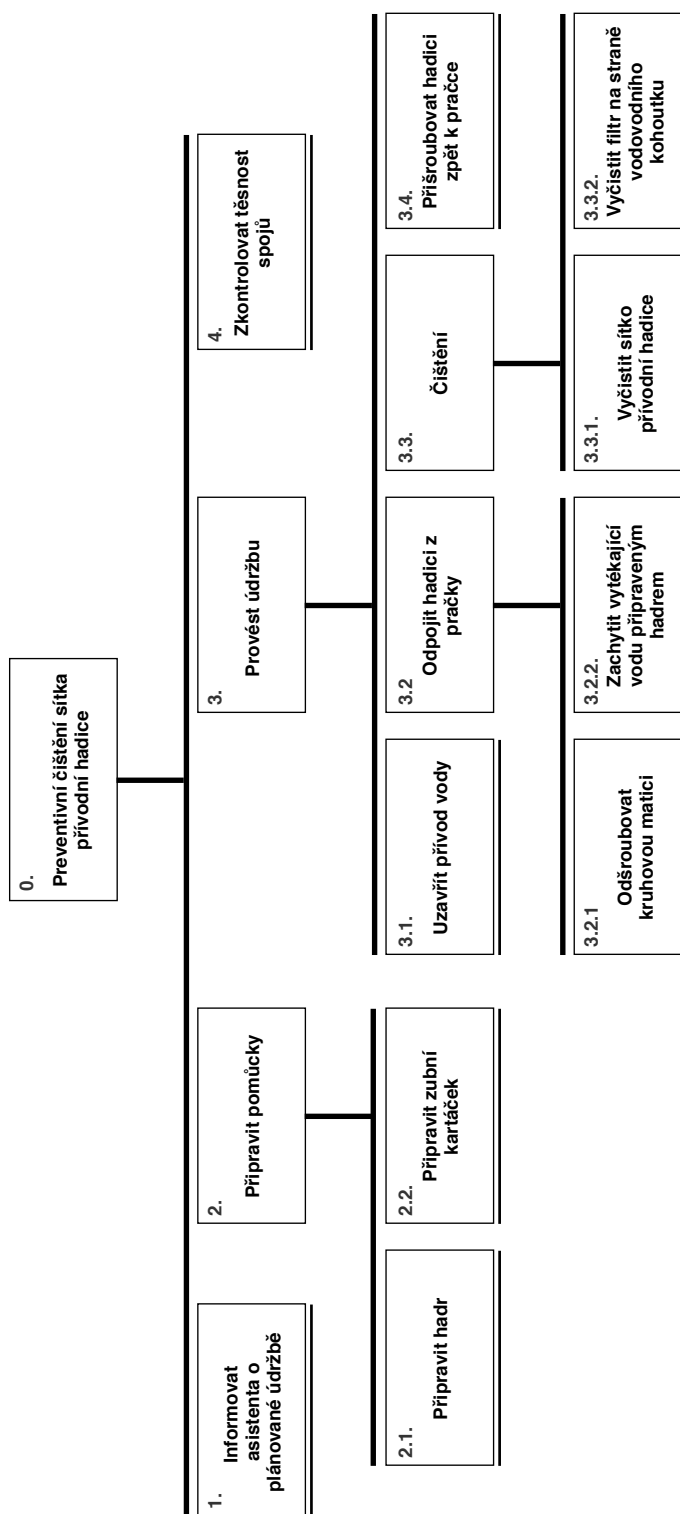 0.
Preventivní čištění sítka
přívodní hadice
1.
Informovat
asistenta o
plánované údržbě
2.
Připravit pomůcky
3.
Provést údržbu
4.
Zkontrolovat těsnost
spojů
2.1.
Připravit hadr
2.2.
Připravit zubní
kartáček
3.1.
Uzavřít přívod vody
3.2
Odpojit hadici z
pračky
3.3.
Čištění
3.4.
Přišroubovat hadici
zpět k pračce
3.2.1
Odšroubovat
kruhovou matici
3.2.2.
Zachytit vytékající
vodu připraveným
hadrem
3.3.1.
Vyčistit sítko
přívodní hadice
3.3.2.
Vyčistit filtr na straně
vodovodního
kohoutku